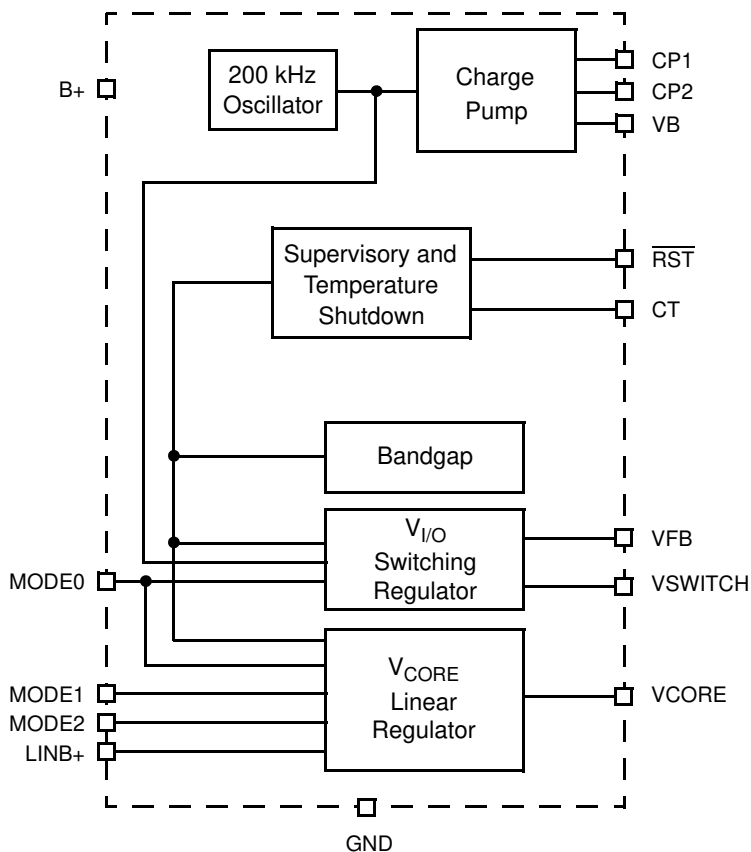 200 kHz
Oscillator
Charge
Pump
CP1
CP2
VB
B+
Supervisory and
Temperature
Shutdown
RST
CT
Bandgap
VI/O
Switching
Regulator
VFB
VSWITCH
MODE0
VCORE
Linear
Regulator
VCORE
MODE1
MODE2
LINB+
GND